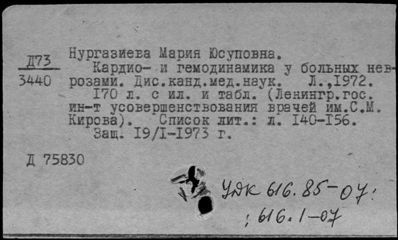 Д73
3440
Нургазиева Мария Юсуповна.
Кардио- и гемодинамика у больных нев-
розами. Дис.канд.мед.наук. Л.,1972.
170 л. с ил. и табл. (Ленингр.гос.
ин-т усовершенствования врачей им.С.М.
Кирова). Список лит.: л. 140-156.
Защ. 19/I-1973 г.
Д 75830
УДК 616.85-07:
:616.1-07